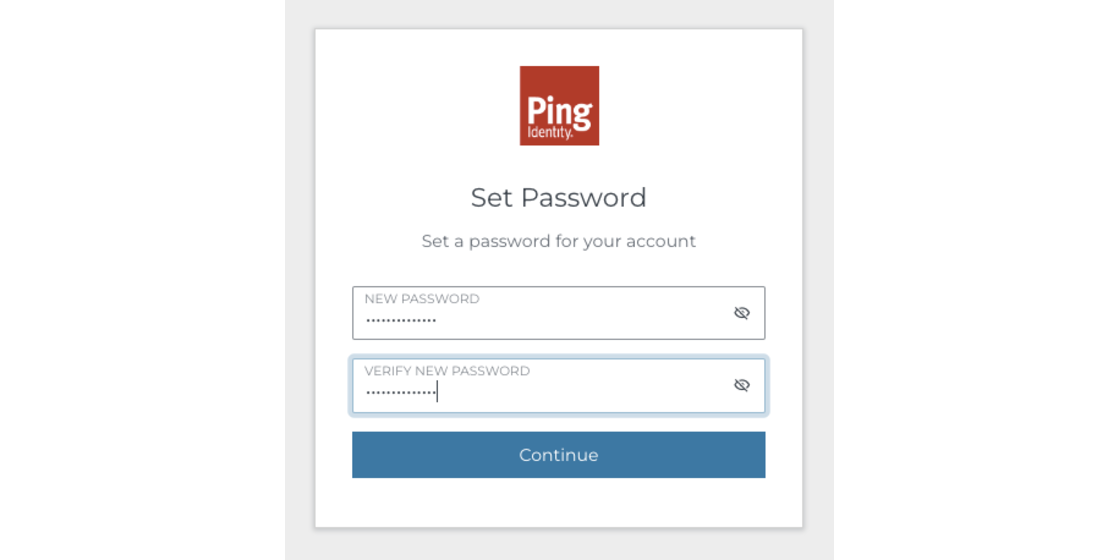 Ping
Identity.
Set Password
Set a password for your account
NEW PASSWORD
••••••••••••••
VERIFY NEW PASSWORD
••••••••••••••
Continue